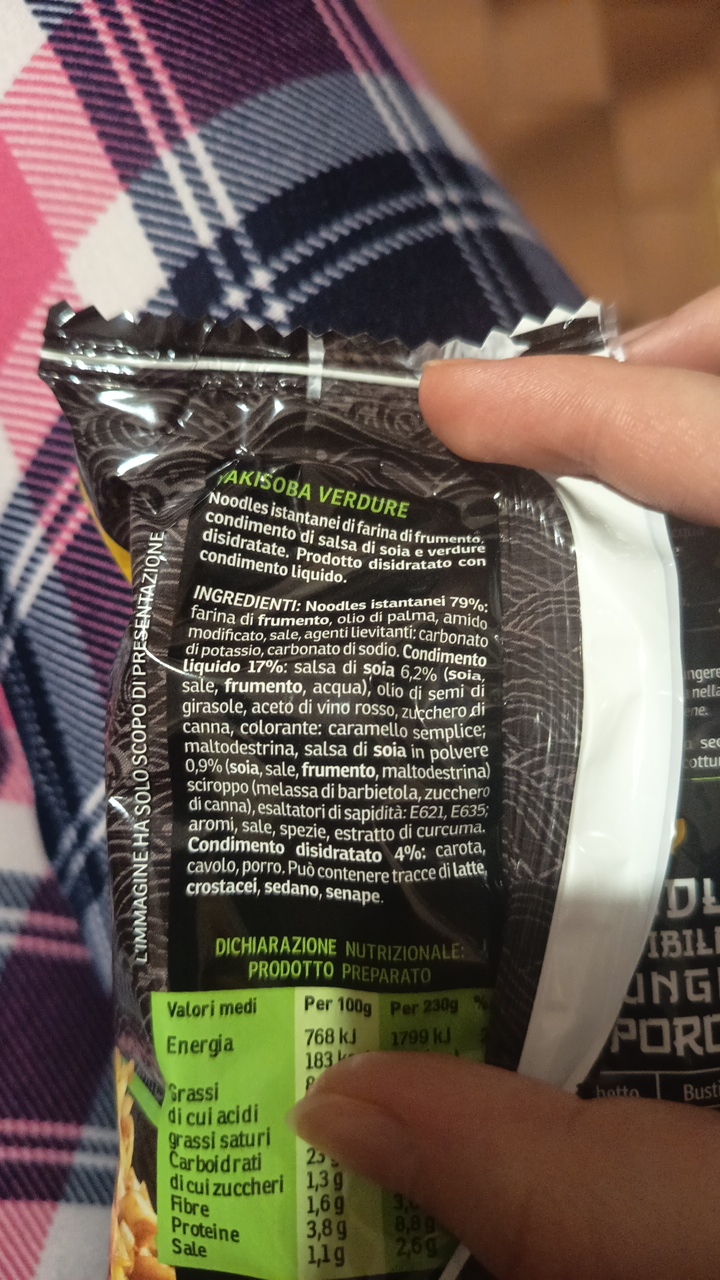 YAKISOBA VERDURE
Noodles istantanei di farina di frumento,
condimento di salsa di soia e verdure
disidratate. Prodotto disidratato con
condimento liquido.
INGREDIENTI: Noodles istantanei 79%:
farina di frumento, olio di palma, amido
modificato, sale, agenti lievitanti: carbonato
di potassio, carbonato di sodio. Condimento
liquido 17%: salsa di soia 6,2% (soia,
sale, frumento, acqua), olio di semi di
girasole, aceto di vino rosso, zucchero di
canna, colorante: caramello semplice;
maltodestrina, salsa di soia in polvere
0,9% (soia, sale, frumento, maltodestrina)
sciroppo (melassa di barbietola, zucchero
di canna), esaltatori di sapidità: E621, E635;
aromi, sale, spezie, estratto di curcuma.
Condimento disidratato 4%: carota,
cavolo, porro. Può contenere tracce di latte,
crostacei, sedano, senape.
L'IMMAGINE HA SOLO SCOPO DI PRESENTAZIONE
DICHIARAZIONE NUTRIZIONALE:
PRODOTTO PREPARATO
Valori medi Per 100g Per 230g %
Energia 768 kJ 1799 kJ
183
Grassi
di cui acidi
grassi saturi
Carboidrati
di cui zuccheri 1,3 g
Fibre 1,6 g
Proteine 3,8 g 8,8 g
Sale 1,1 g 2,6 g